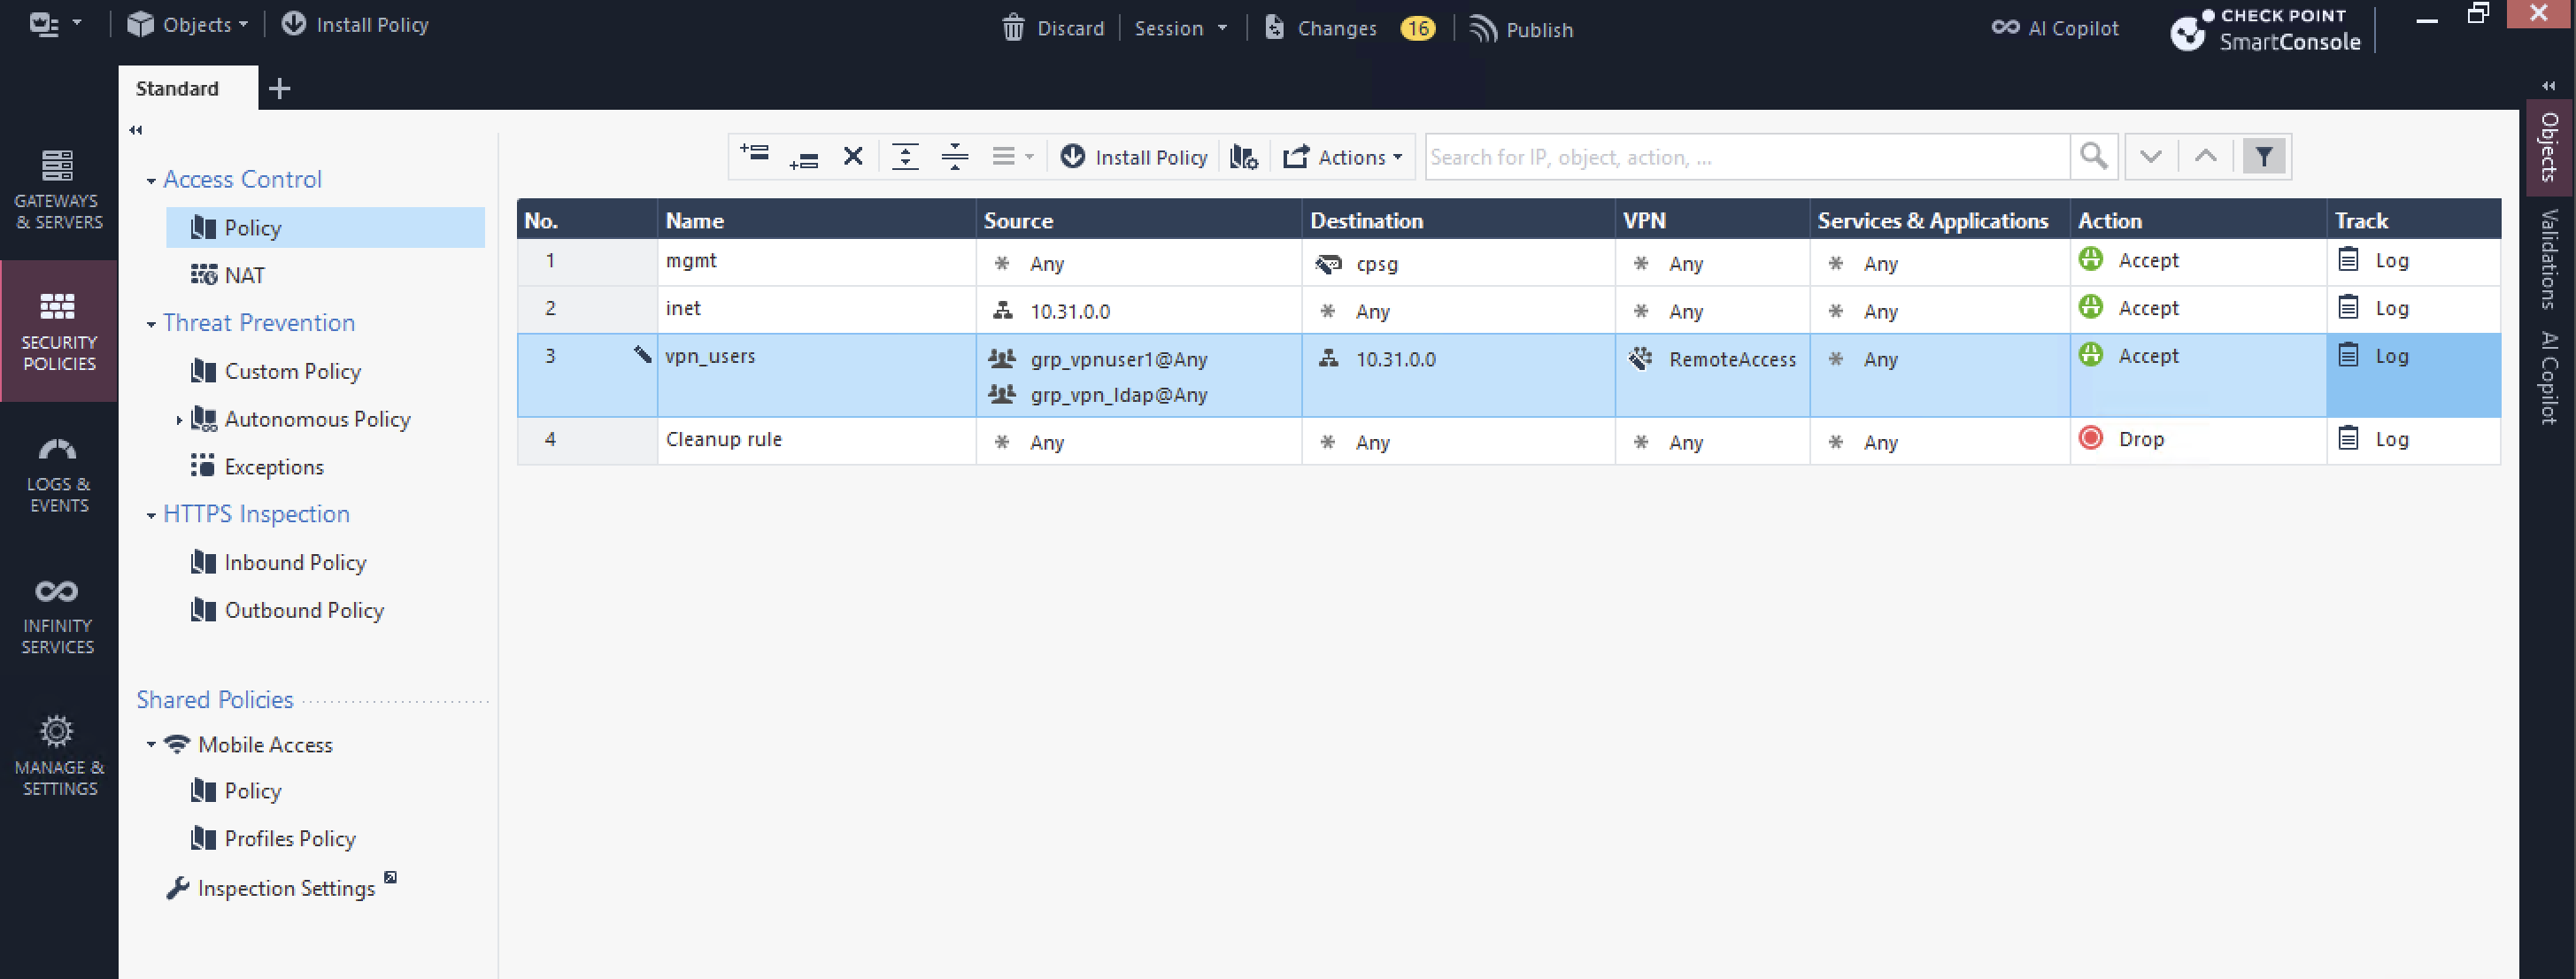 Objects
Install Policy
Discard
Session
Changes
16
Publish
AI Copilot
CHECK POINT
SmartConsole
Standard
GATEWAYS
& SERVERS
SECURITY
POLICIES
LOGS &
EVENTS
INFINITY
SERVICES
MANAGE &
SETTINGS
Access Control
Policy
NAT
Threat Prevention
Custom Policy
Autonomous Policy
Exceptions
HTTPS Inspection
Inbound Policy
Outbound Policy
Shared Policies
Mobile Access
Policy
Profiles Policy
Inspection Settings
Install Policy
Actions
Search for IP, object, action, ...
No. Name Source Destination VPN Services & Applications Action Track
1 mgmt Any cpsg Any Any Accept Log
2 inet 10.31.0.0 Any Any Any Accept Log
3 vpn_users grp_vpnuser1@Any 10.31.0.0 RemoteAccess Any Accept Log
grp_vpn_ldap@Any
4 Cleanup rule Any Any Any Any Drop Log
Objects
Validations
AI Copilot